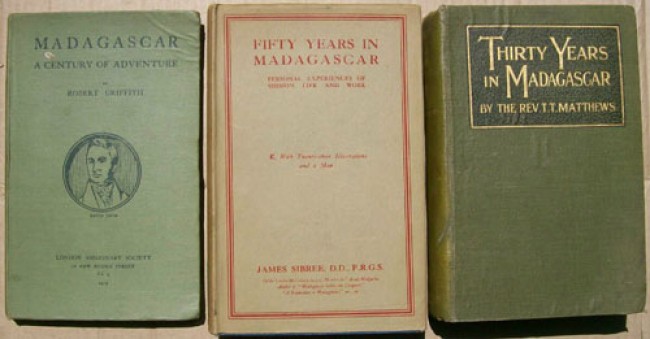 MADAGASCAR
A CENTURY OF ADVENTURE
BY
ROBERT GRIFFITH
LONDON MISSIONARY SOCIETY
FIFTY YEARS IN
MADAGASCAR
PERSONAL EXPERIENCES OF
MISSION LIFE AND WORK
With Twenty-three Illustrations
and a Map
JAMES SIBREE, D.D., F.R.G.S.
THIRTY YEARS
IN MADAGASCAR
BY THE REV. T.T. MATTHEWS